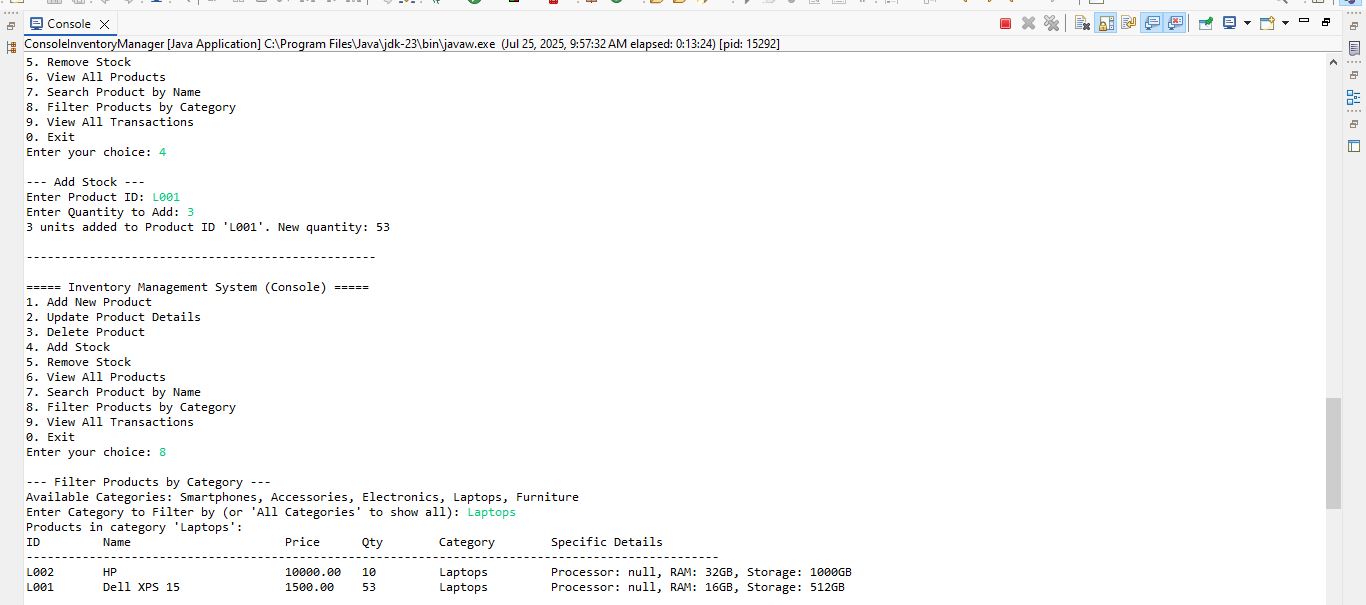 Console
ConsoleInventoryManager [Java Application] C:\Program Files\Java\jdk-23\bin\javaw.exe (Jul 25, 2025, 9:57:32 AM elapsed: 0:13:24) [pid: 15292]
5. Remove Stock
6. View All Products
7. Search Product by Name
8. Filter Products by Category
9. View All Transactions
0. Exit
Enter your choice: 4

--- Add Stock ---
Enter Product ID: L001
Enter Quantity to Add: 3
3 units added to Product ID 'L001'. New quantity: 53

--------------------------------------------------

===== Inventory Management System (Console) =====
1. Add New Product
2. Update Product Details
3. Delete Product
4. Add Stock
5. Remove Stock
6. View All Products
7. Search Product by Name
8. Filter Products by Category
9. View All Transactions
0. Exit
Enter your choice: 8

--- Filter Products by Category ---
Available Categories: Smartphones, Accessories, Electronics, Laptops, Furniture
Enter Category to Filter by (or 'All Categories' to show all): Laptops
Products in category 'Laptops':
ID         Name                      Price      Qty        Category        Specific Details
---------------------------------------------------------------------------------------------------
L002       HP                        10000.00   10         Laptops         Processor: null, RAM: 32GB, Storage: 1000GB
L001       Dell XPS 15               1500.00    53         Laptops         Processor: null, RAM: 16GB, Storage: 512GB